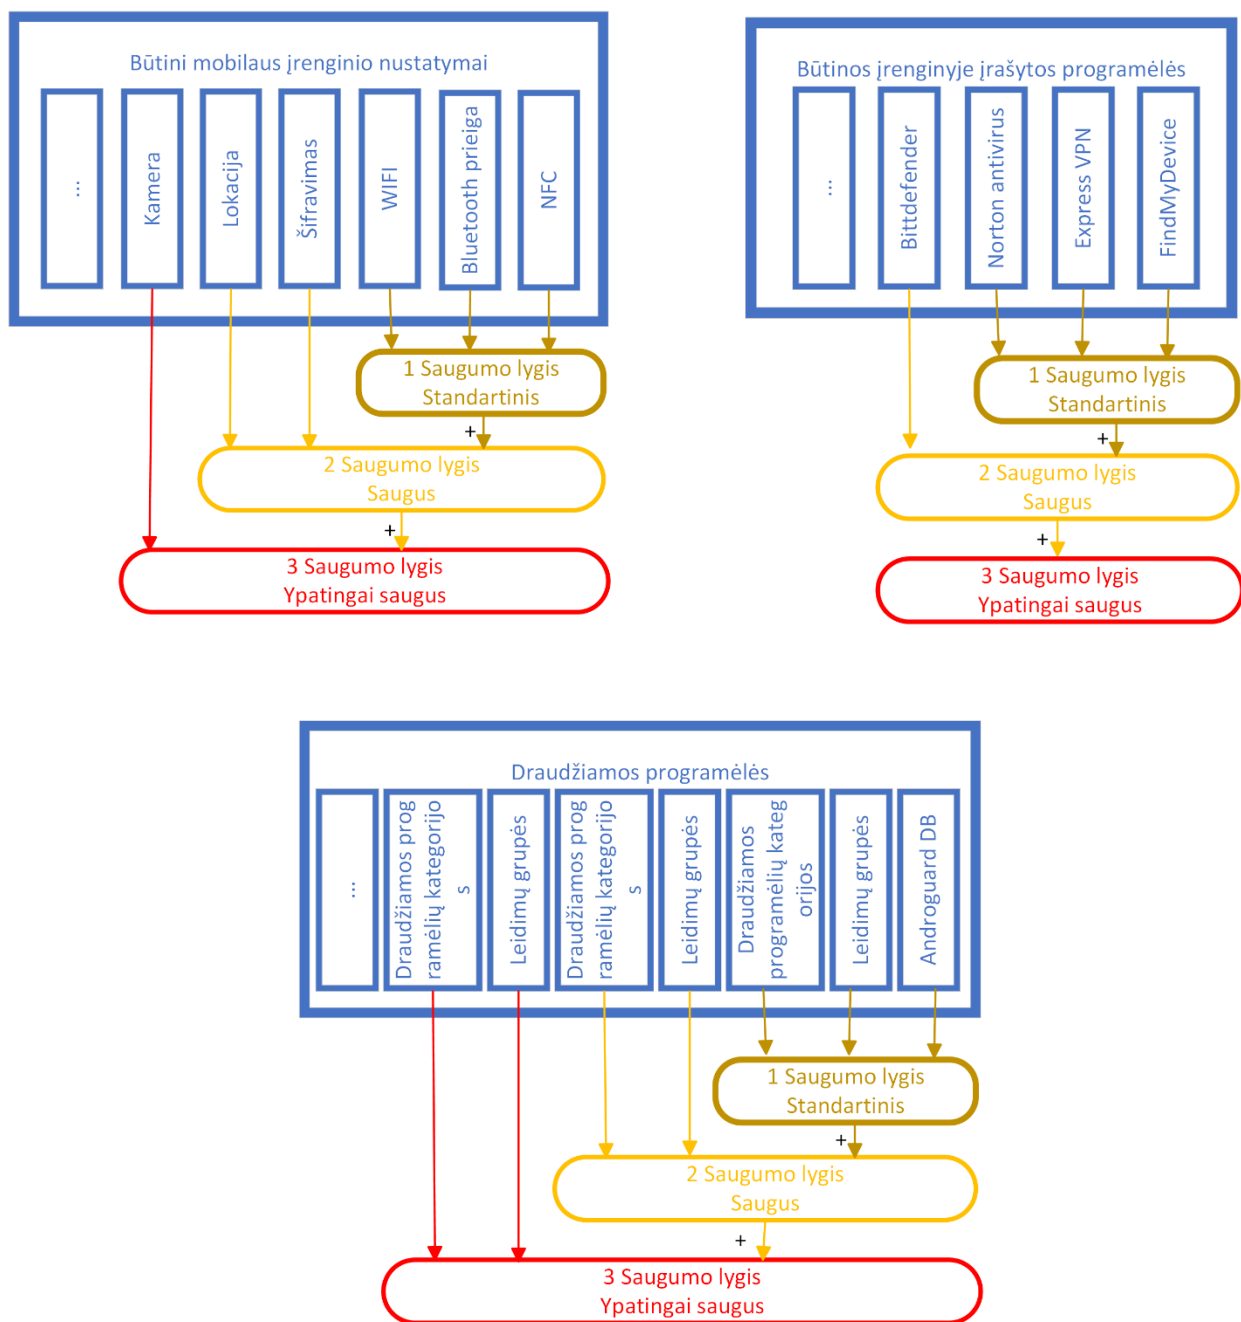 Būtini mobilaus įrenginio nustatymai
...
Kamera
Lokacija
Šifravimas
WIFI
Bluetooth prieiga
NFC
1 Saugumo lygis
Standartinis
+
2 Saugumo lygis
Saugus
+
3 Saugumo lygis
Ypatingai saugus
Būtinos įrenginyje įrašytos programėlės
...
Bittdefender
Norton antivirus
Express VPN
FindMyDevice
1 Saugumo lygis
Standartinis
+
2 Saugumo lygis
Saugus
+
3 Saugumo lygis
Ypatingai saugus
Draudžiamos programėlės
...
Draudžiamos prog
ramėlių kategorijo
s
Leidimų grupės
Draudžiamos prog
ramėlių kategorijo
s
Leidimų grupės
Draudžiamos
programėlių kateg
orijos
Leidimų grupės
Androguard DB
1 Saugumo lygis
Standartinis
+
2 Saugumo lygis
Saugus
+
3 Saugumo lygis
Ypatingai saugus